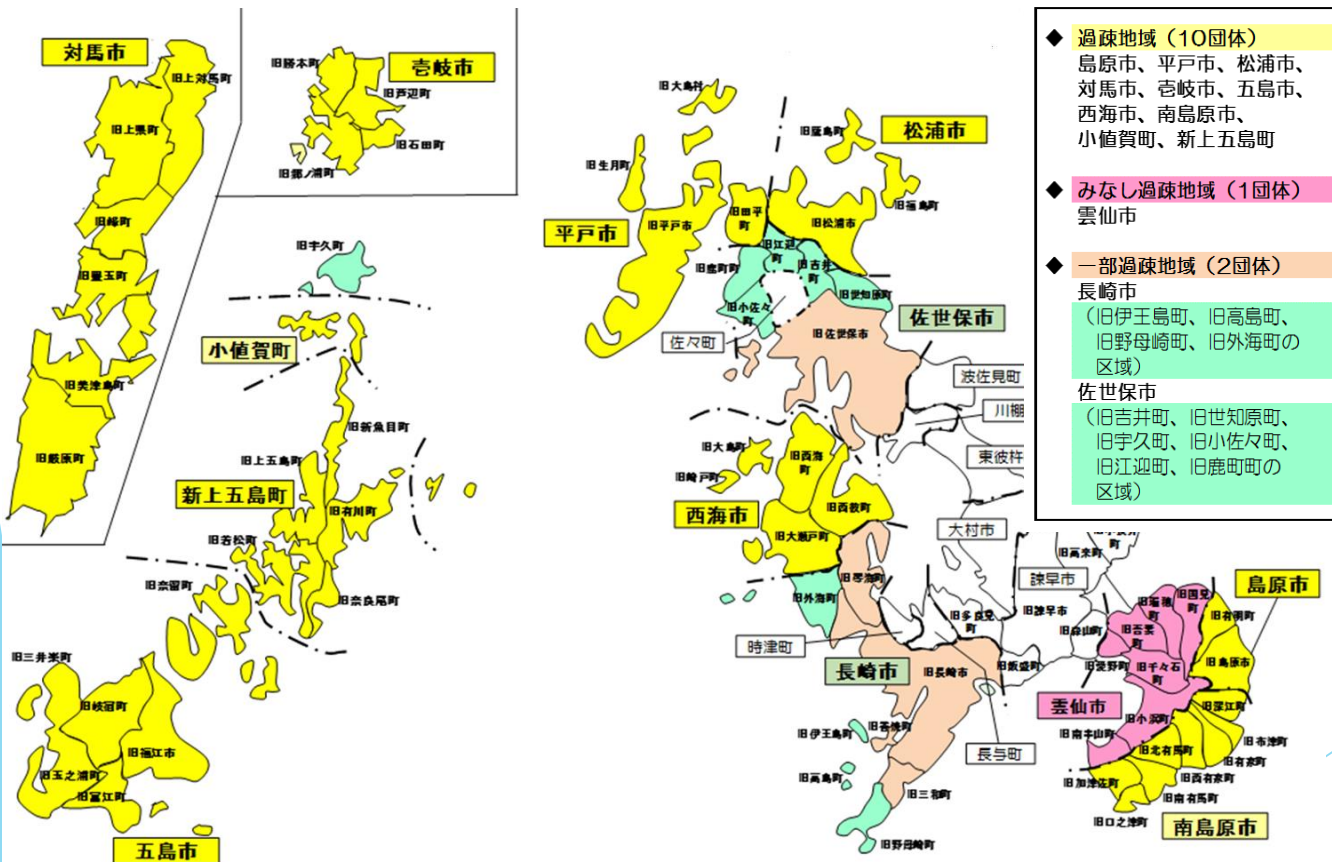 対馬市
旧上対馬町
旧上県町
旧峰町
旧豊玉町
旧美津島町
旧厳原町
旧勝本町
壱岐市
旧芦辺町
旧石田町
旧郷ノ浦町
旧宇久町
小値賀町
旧新魚目町
旧上五島町
新上五島町
旧有川町
旧若松町
旧奈留町
旧奈良尾町
旧三井楽町
旧岐宿町
旧福江市
旧玉之浦町
旧富江町
五島市
旧大島村
旧鷹島町
松浦市
旧生月町
旧福島町
旧田平
町
旧松浦市
旧平戸市
平戸市
旧江迎
町
旧吉井
町
旧鹿町町
旧世知原町
旧小佐々
町
佐世保市
佐々町
旧佐世保市
波佐見町
川棚
東彼杵
旧大島町
旧西海
町
旧崎戸町
旧西彼町
西海市
旧大瀬戸町
大村市
旧高来町
諫早市
旧琴海町
旧外海町
旧多良見
町
旧諫早市
旧森山町
時津町
旧飯盛町
旧愛野町
旧瑞穂
町
旧国見
町
島原市
旧有明町
旧吾妻
町
旧千々石
町
旧島原市
長崎市
旧長崎市
雲仙市
旧小浜町
旧深江町
旧南串山町
旧布津町
旧北有馬町
旧有家町
旧伊王島町
旧香焼町
長与町
旧高島町
旧三和町
旧加津佐町
旧西有家町
旧南有馬町
旧口之津町
南島原市
旧野母崎町
◆ 過疎地域（10団体）
島原市、平戸市、松浦市、
対馬市、壱岐市、五島市、
西海市、南島原市、
小値賀町、新上五島町
◆ みなし過疎地域（1団体）
雲仙市
◆ 一部過疎地域（2団体）
長崎市
（旧伊王島町、旧高島町、
旧野母崎町、旧外海町の
区域）
佐世保市
（旧吉井町、旧世知原町、
旧宇久町、旧小佐々町、
旧江迎町、旧鹿町町の
区域）